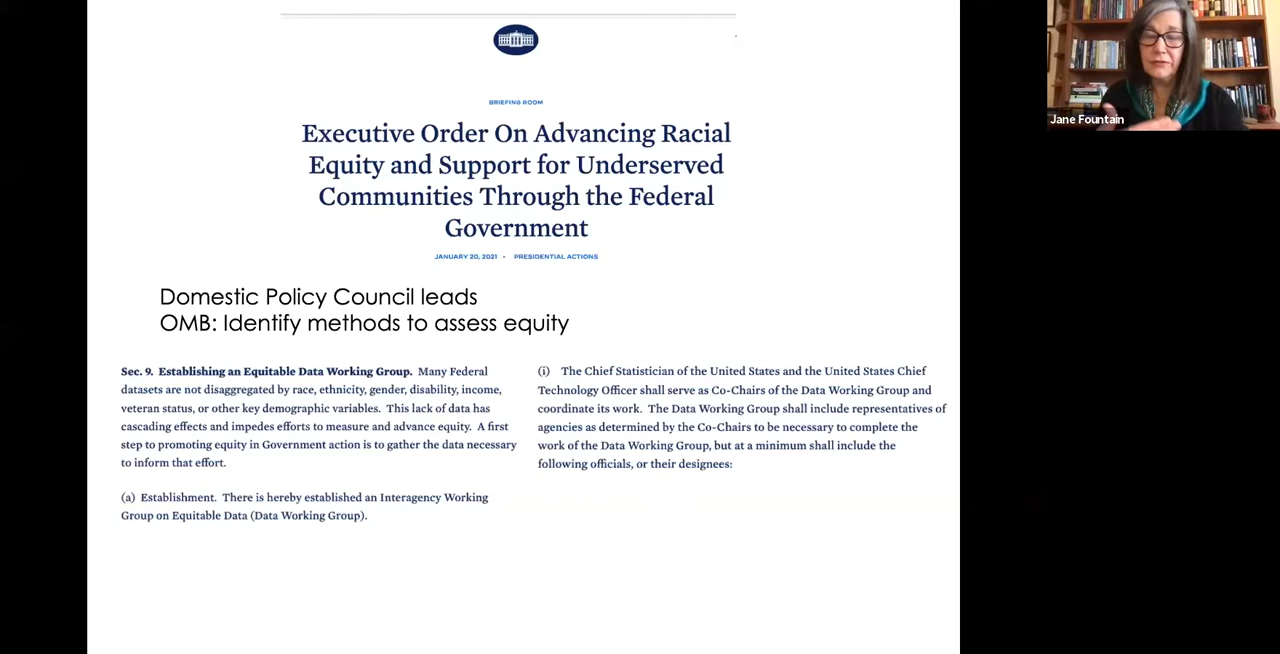 BRIEFING ROOM
Executive Order On Advancing Racial
Equity and Support for Underserved
Communities Through the Federal
Government
JANUARY 20, 2021 • PRESIDENTIAL ACTIONS
Domestic Policy Council leads
OMB: Identify methods to assess equity
Sec. 9. Establishing an Equitable Data Working Group. Many Federal
datasets are not disaggregated by race, ethnicity, gender, disability, income,
veteran status, or other key demographic variables. This lack of data has
cascading effects and impedes efforts to measure and advance equity. A first
step to promoting equity in Government action is to gather the data necessary
to inform that effort.
(a) Establishment. There is hereby established an Interagency Working
Group on Equitable Data (Data Working Group).
(i) The Chief Statistician of the United States and the United States Chief
Technology Officer shall serve as Co-Chairs of the Data Working Group and
coordinate its work. The Data Working Group shall include representatives of
agencies as determined by the Co-Chairs to be necessary to complete the
work of the Data Working Group, but at a minimum shall include the
following officials, or their designees:
Jane Fountain